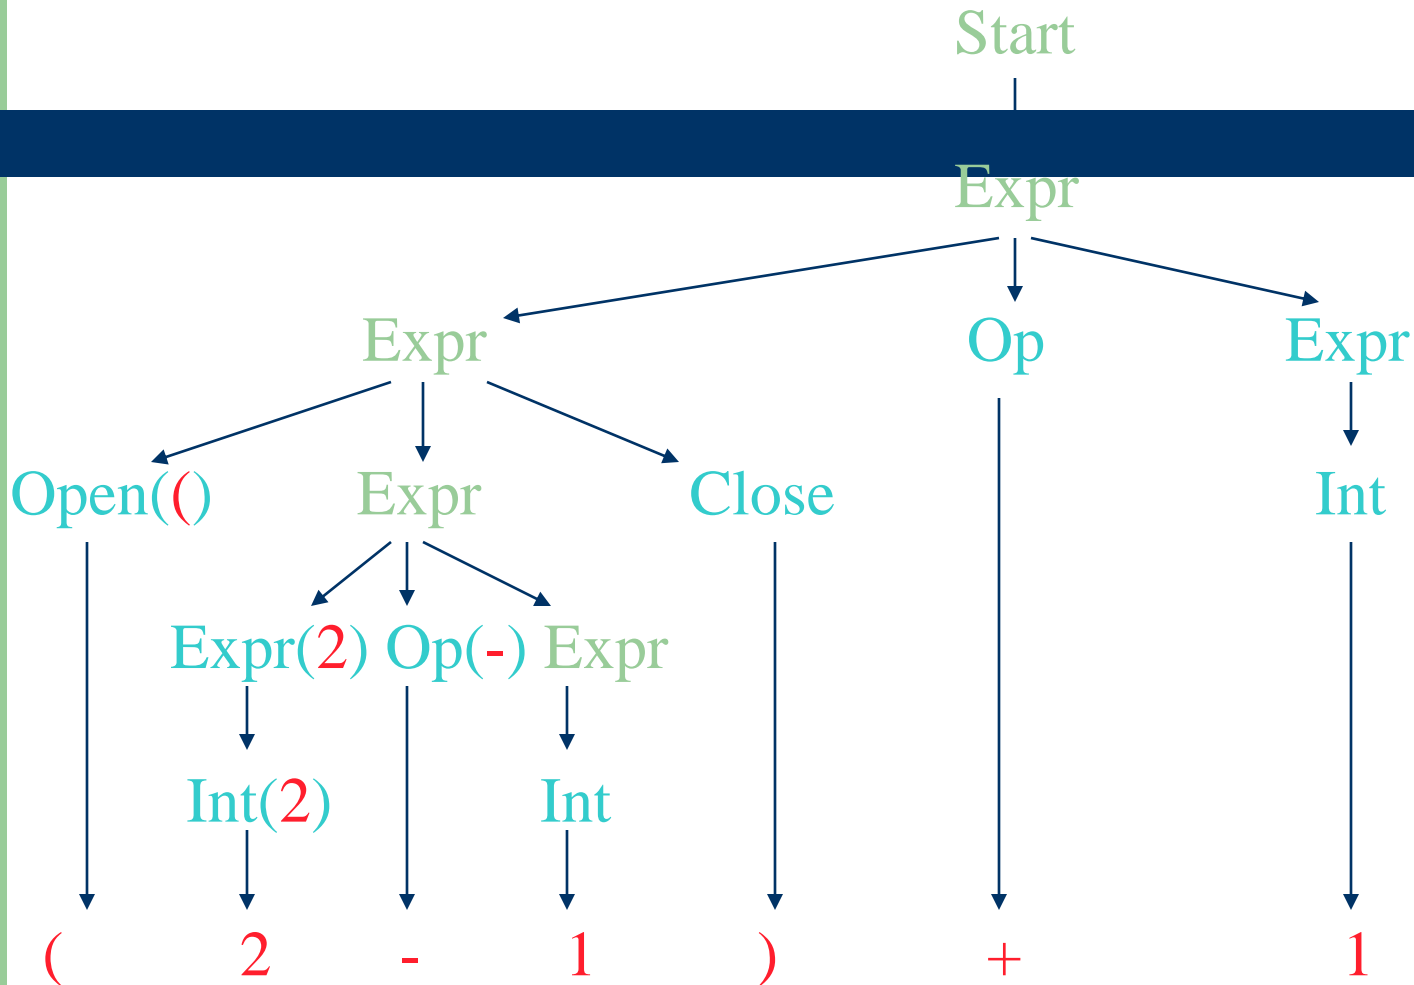 Start
Expr
Expr Op Expr
Open(() Expr Close Int
Expr(2) Op(-) Expr
Int(2) Int
( 2 - 1 ) + 1